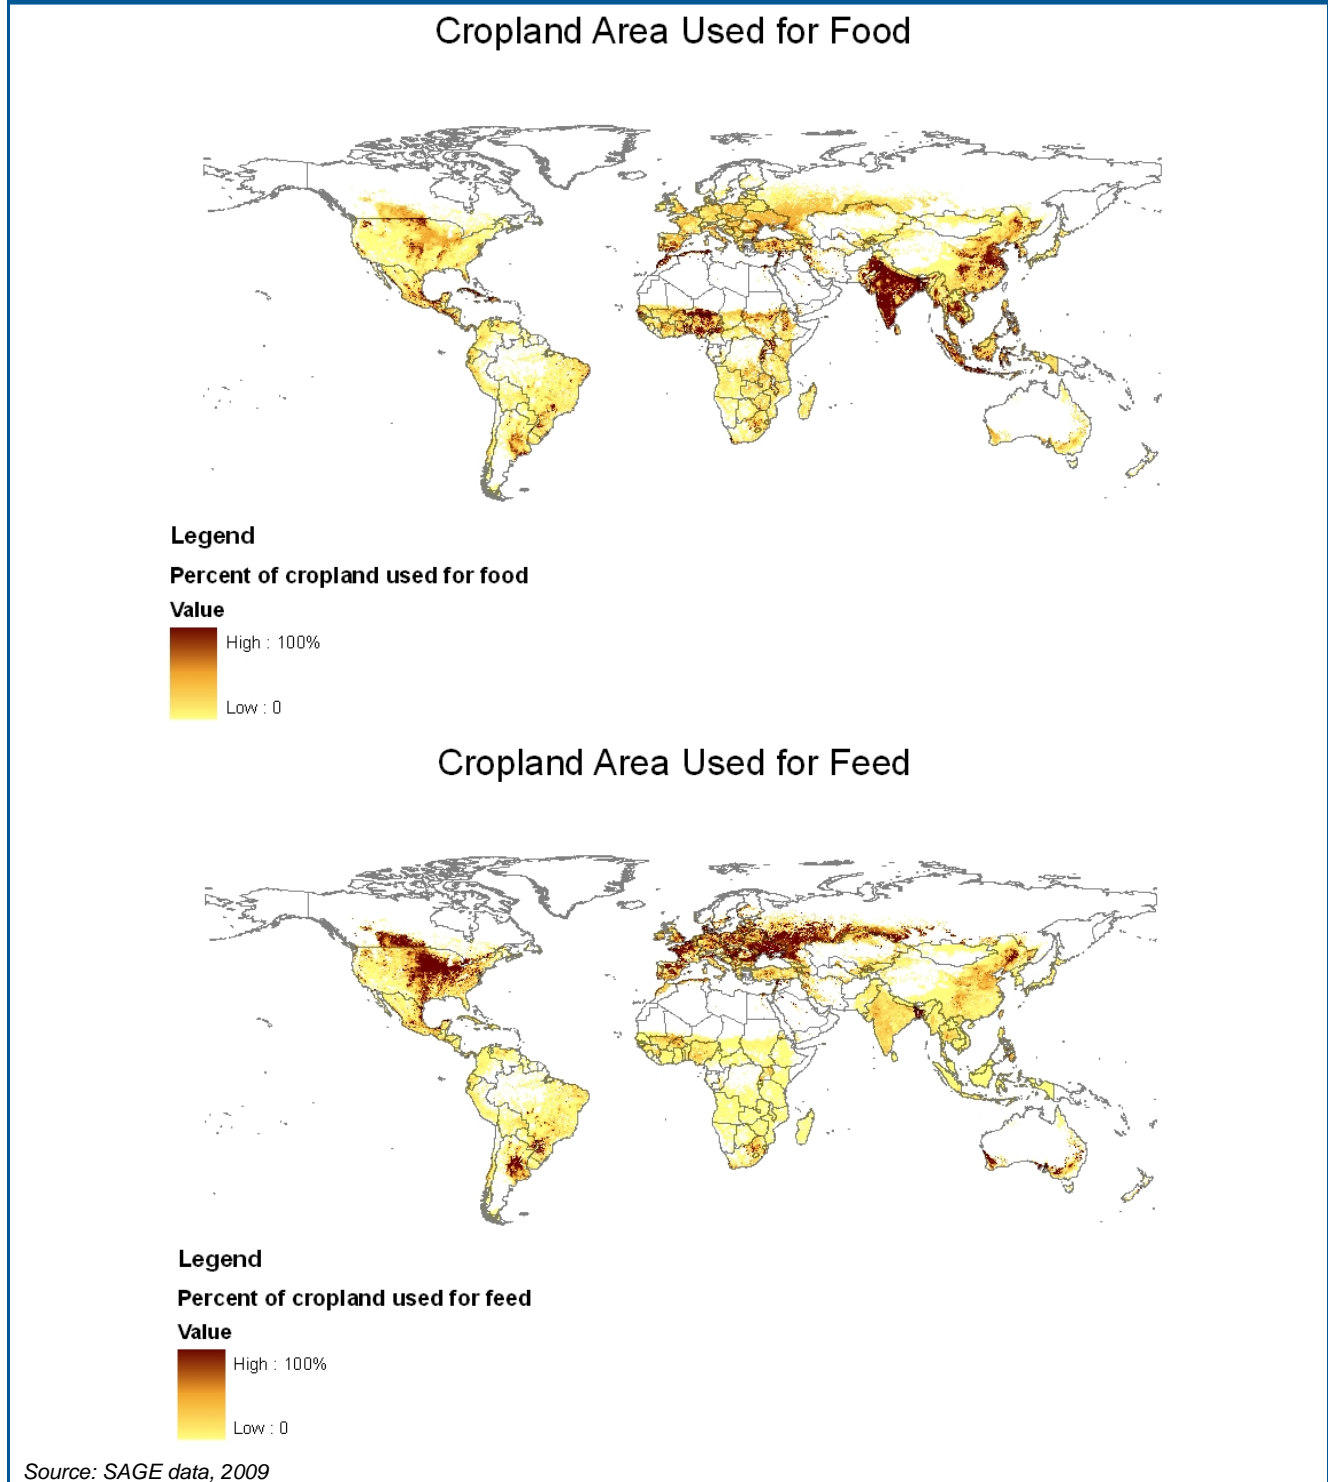 Cropland Area Used for Food
Legend
Percent of cropland used for food
Value
High : 100%
Low : 0
Cropland Area Used for Feed
Legend
Percent of cropland used for feed
Value
High : 100%
Low : 0
Source: SAGE data, 2009